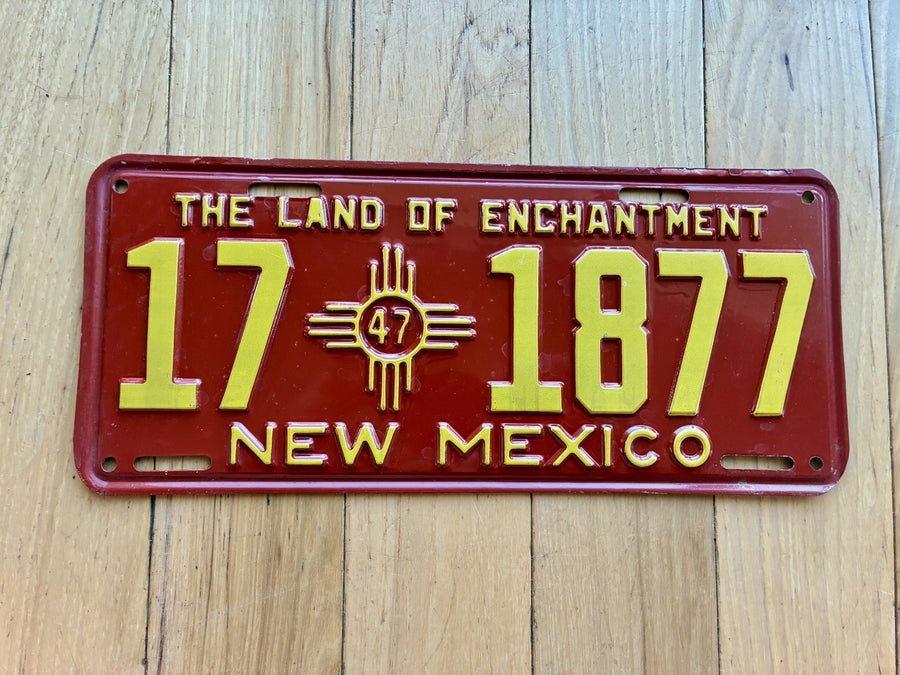 THE LAND OF ENCHANTMENT
17 47 1877
NEW MEXICO